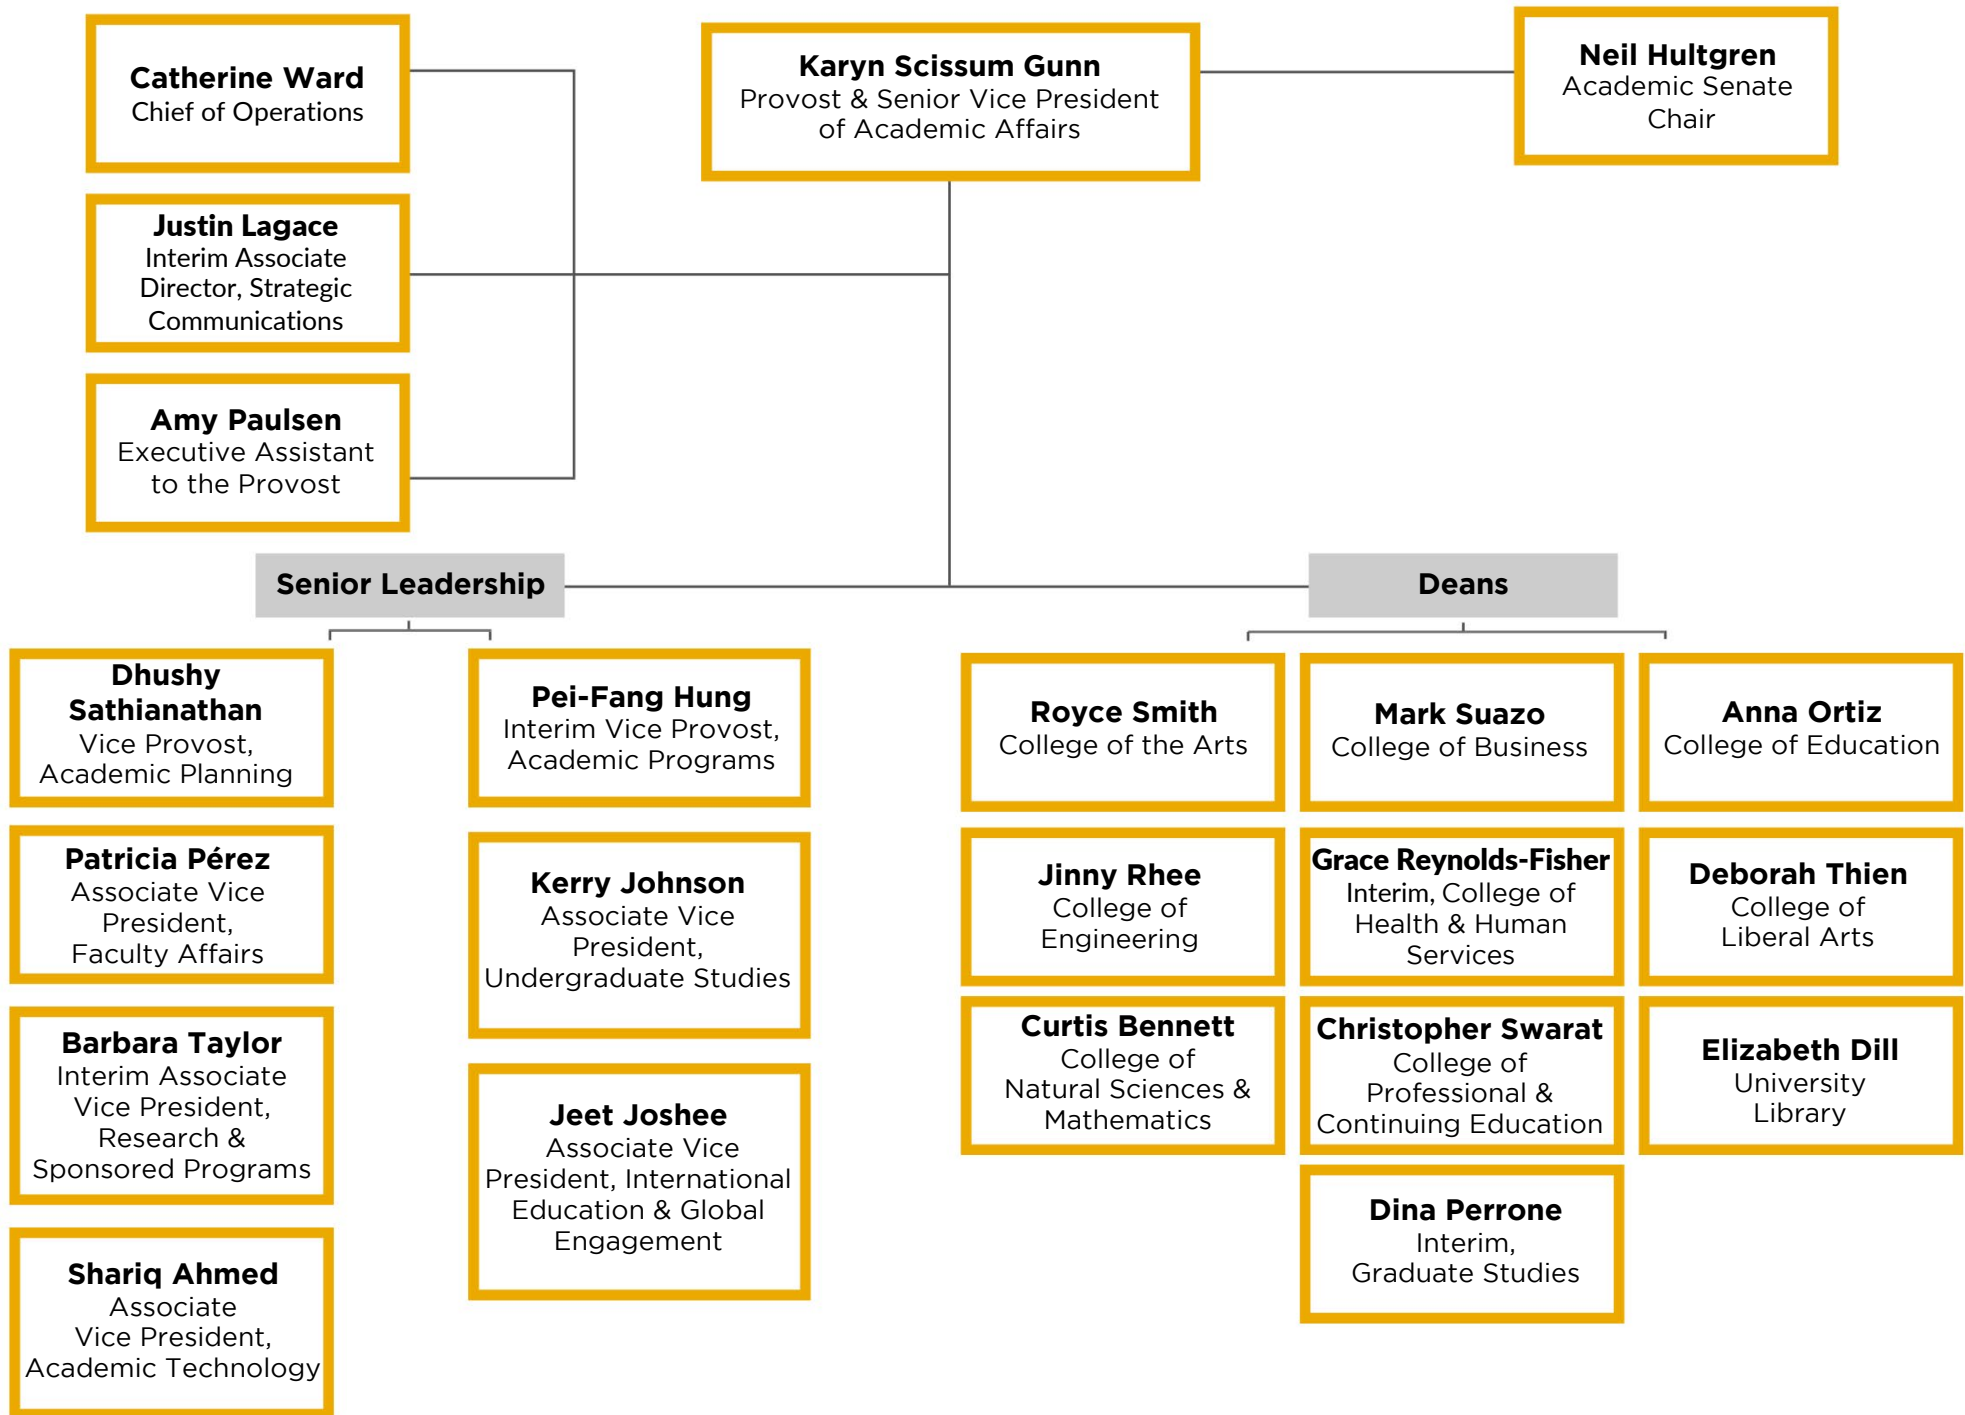 Catherine Ward
Chief of Operations
Karyn Scissum Gunn
Provost & Senior Vice President
of Academic Affairs
Neil Hultgren
Academic Senate
Chair
Justin Lagace
Interim Associate
Director, Strategic
Communications
Amy Paulsen
Executive Assistant
to the Provost
Senior Leadership
Dhushy
Sathianathan
Vice Provost,
Academic Planning
Pei-Fang Hung
Interim Vice Provost,
Academic Programs
Patricia Pérez
Associate Vice
President,
Faculty Affairs
Kerry Johnson
Associate Vice
President,
Undergraduate Studies
Barbara Taylor
Interim Associate
Vice President,
Research &
Sponsored Programs
Jeet Joshee
Associate Vice
President, International
Education & Global
Engagement
Shariq Ahmed
Associate
Vice President,
Academic Technology
Deans
Royce Smith
College of the Arts
Mark Suazo
College of Business
Anna Ortiz
College of Education
Jinny Rhee
College of
Engineering
Grace Reynolds-Fisher
Interim, College of
Health & Human
Services
Deborah Thien
College of
Liberal Arts
Curtis Bennett
College of
Natural Sciences &
Mathematics
Christopher Swarat
College of
Professional &
Continuing Education
Elizabeth Dill
University
Library
Dina Perrone
Interim,
Graduate Studies